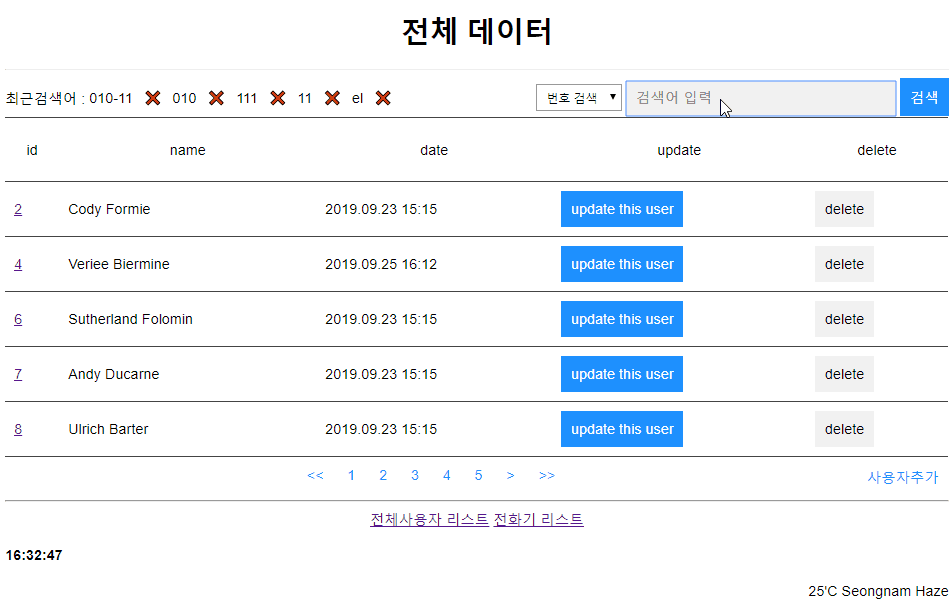 전체 데이터
최근검색어 : 010-11 ❌ 010 ❌ 111 ❌ 11 ❌ el ❌ 번호 검색 ▼ 검색어 입력 검색
id name date update delete
2 Cody Formie 2019.09.23 15:15 update this user delete
4 Veriee Biermine 2019.09.25 16:12 update this user delete
6 Sutherland Folomin 2019.09.23 15:15 update this user delete
7 Andy Ducarne 2019.09.23 15:15 update this user delete
8 Ulrich Barter 2019.09.23 15:15 update this user delete
<< 1 2 3 4 5 > >> 사용자추가
전체사용자 리스트 전화기 리스트
16:32:47
25'C Seongnam Haze